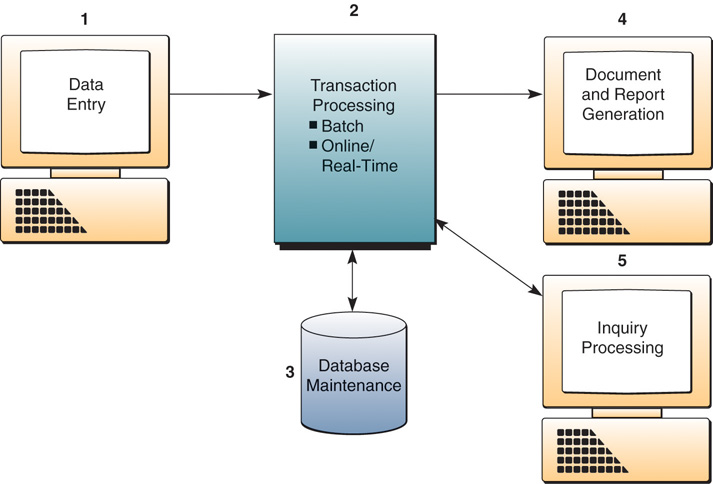 1
Data
Entry
2
Transaction
Processing
■ Batch
■ Online/
Real-Time
3
Database
Maintenance
4
Document
and Report
Generation
5
Inquiry
Processing